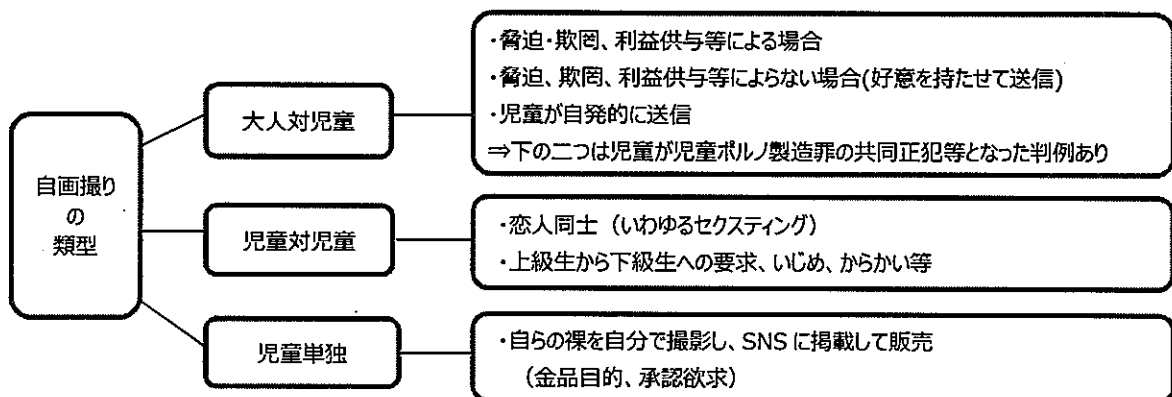 自画撮り
の
類型
大人対児童
・脅迫・欺罔、利益供与等による場合
・脅迫、欺罔、利益供与等によらない場合(好意を持たせて送信)
・児童が自発的に送信
⇒下の二つは児童が児童ポルノ製造罪の共同正犯等となった判例あり
児童対児童
・恋人同士(いわゆるセクスティング)
・上級生から下級生への要求、いじめ、からかい等
児童単独
・自らの裸を自分で撮影し、SNSに掲載して販売
(金品目的、承認欲求)